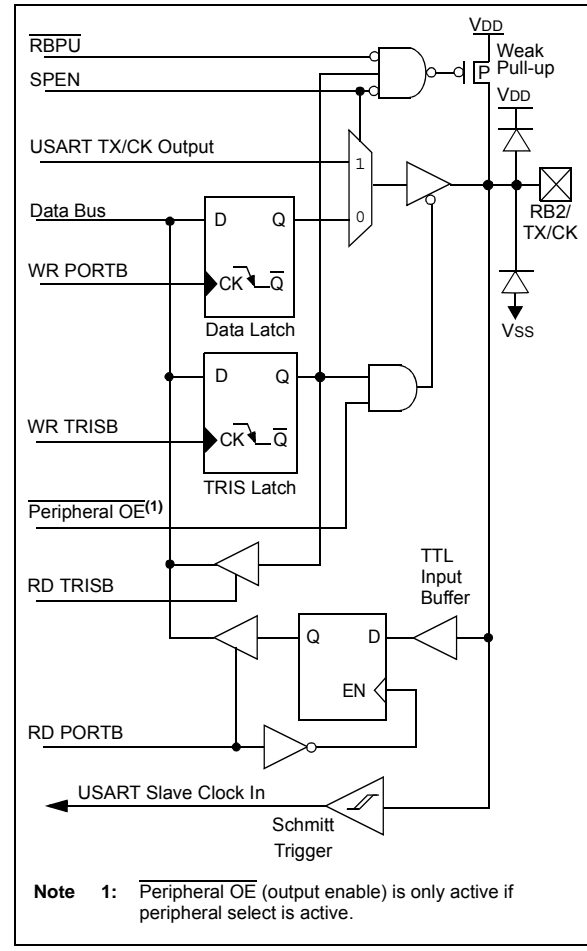 VDD
RBPU
Weak
Pull-up
P
SPEN
VDD
USART TX/CK Output
1
0
RB2/
TX/CK
Data Bus
D Q
WR PORTB
CK Q
Data Latch
VSS
D Q
WR TRISB
CK Q
TRIS Latch
Peripheral OE(1)
RD TRISB
TTL
Input
Buffer
Q D
EN
RD PORTB
USART Slave Clock In
Schmitt
Trigger
Note 1: Peripheral OE (output enable) is only active if
peripheral select is active.